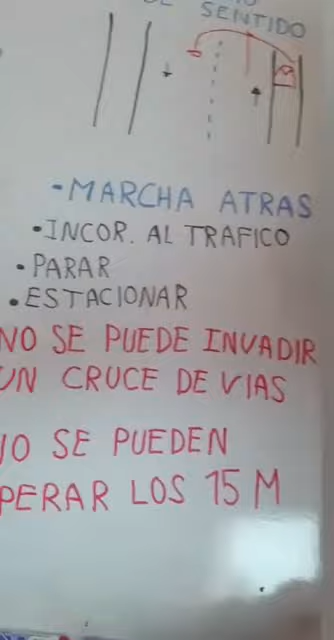 SENTIDO
-MARCHA ATRAS
•INCOR. AL TRAFICO
•PARAR
•ESTACIONAR
NO SE PUEDE INVADIR
UN CRUCE DE VIAS
NO SE PUEDEN
PERAR LOS 15 M